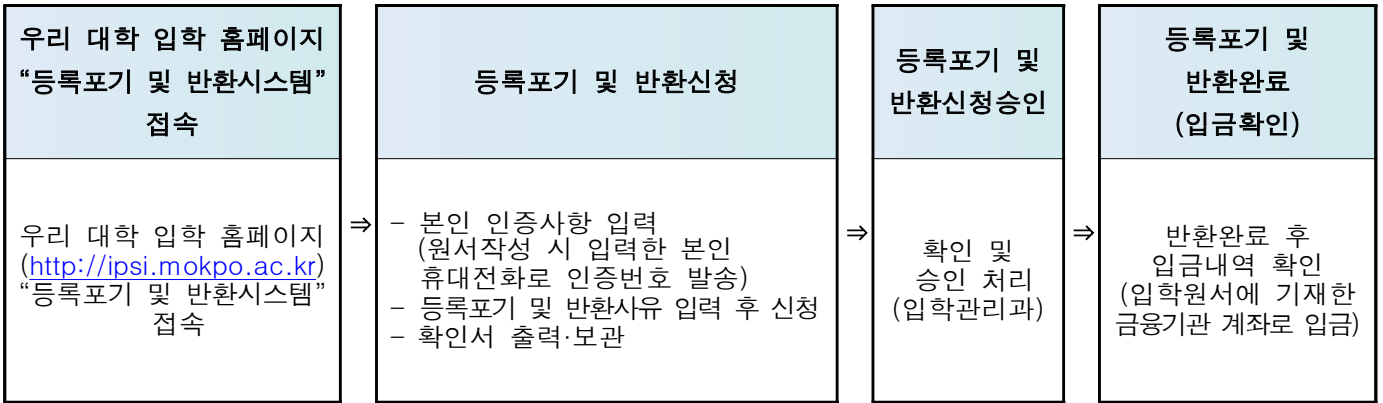 우리 대학 입학 홈페이지
“등록포기 및 반환시스템”
접속
우리 대학 입학 홈페이지
(http://ipsi.mokpo.ac.kr)
“등록포기 및 반환시스템”
접속
⇒
등록포기 및 반환신청
- 본인 인증사항 입력
(원서작성 시 입력한 본인
휴대전화로 인증번호 발송)
- 등록포기 및 반환사유 입력 후 신청
- 확인서 출력·보관
⇒
등록포기 및
반환신청승인
확인 및
승인 처리
(입학관리과)
⇒
등록포기 및
반환완료
(입금확인)
반환완료 후
입금내역 확인
(입학원서에 기재한
금융기관 계좌로 입금)